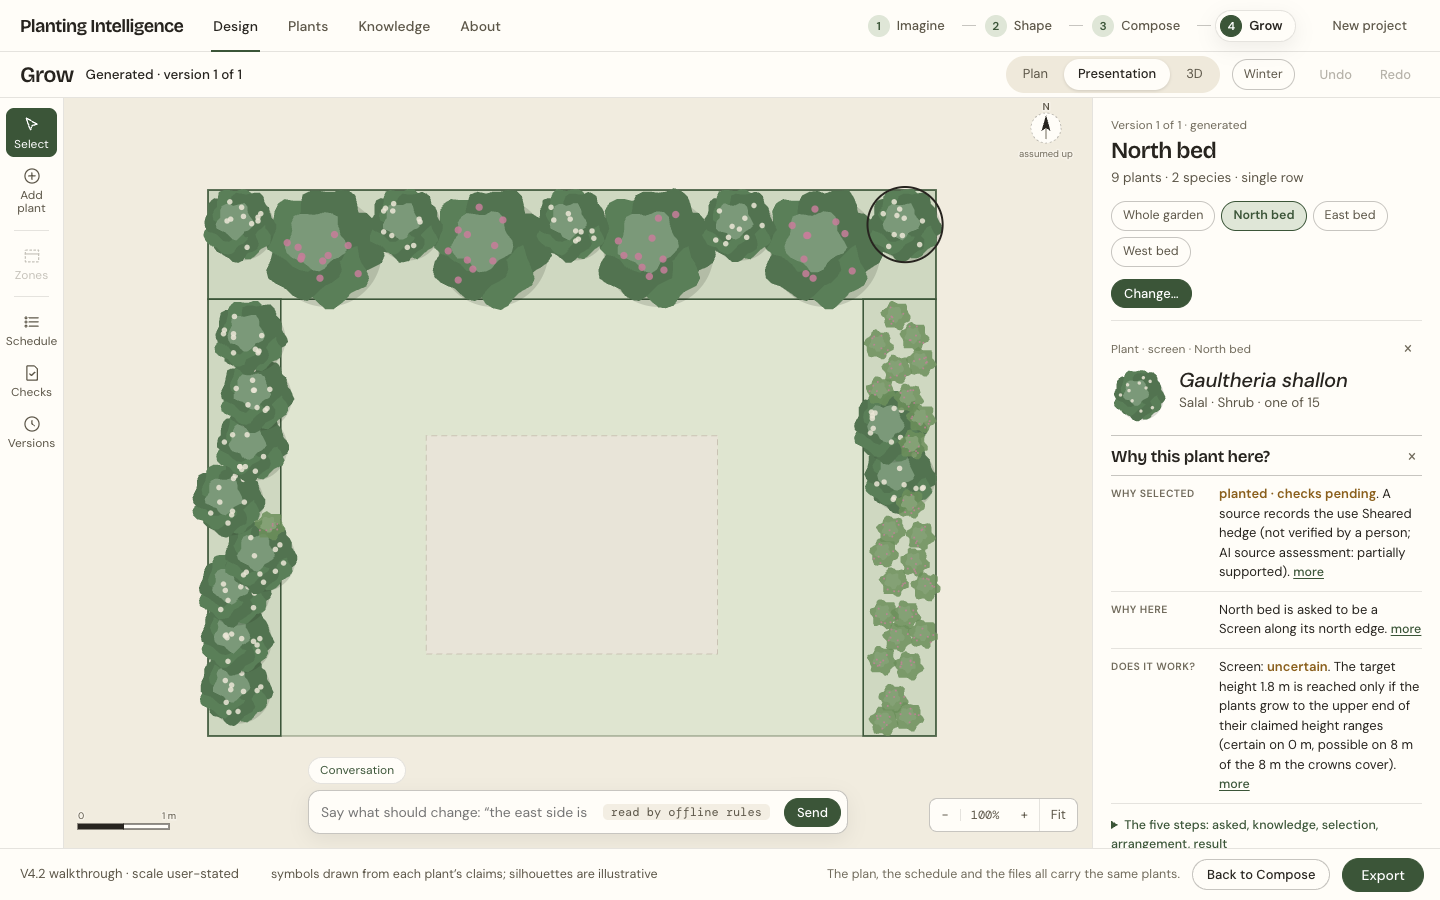 Planting Intelligence
Design
Plants
Knowledge
About
1 Imagine — 2 Shape — 3 Compose — 4 Grow
New project
Grow
Generated · version 1 of 1
Plan
Presentation
3D
Winter
Undo
Redo
Select
Add
plant
Zones
Schedule
Checks
Versions
N
assumed up
Conversation
Say what should change: “the east side is
read by offline rules
Send
0 1 m
− 100% + Fit
Version 1 of 1 · generated
North bed
9 plants · 2 species · single row
Whole garden
North bed
East bed
West bed
Change…
Plant · screen · North bed ×
Gaultheria shallon
Salal · Shrub · one of 15
Why this plant here? ×
WHY SELECTED
planted · checks pending. A
source records the use Sheared
hedge (not verified by a person;
AI source assessment: partially
supported). more
WHY HERE
North bed is asked to be a
Screen along its north edge. more
DOES IT WORK?
Screen: uncertain. The target
height 1.8 m is reached only if the
plants grow to the upper end of
their claimed height ranges
(certain on 0 m, possible on 8 m
of the 8 m the crowns cover).
more
▶ The five steps: asked, knowledge, selection,
arrangement, result
V4.2 walkthrough · scale user-stated
symbols drawn from each plant’s claims; silhouettes are illustrative
The plan, the schedule and the files all carry the same plants.
Back to Compose
Export